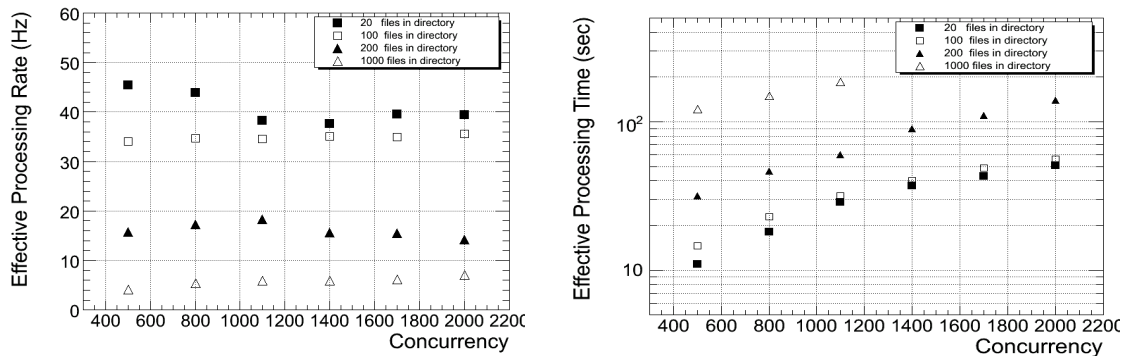 Effective Processing Rate (Hz)
60
50
40
30
20
10
0
20 files in directory
100 files in directory
200 files in directory
1000 files in directory
400 600 800 1000 1200 1400 1600 1800 2000 2200
Concurrency
Effective Processing Time (sec)
10²
10
20 files in directory
100 files in directory
200 files in directory
1000 files in directory
400 600 800 1000 1200 1400 1600 1800 2000 2200
Concurrency